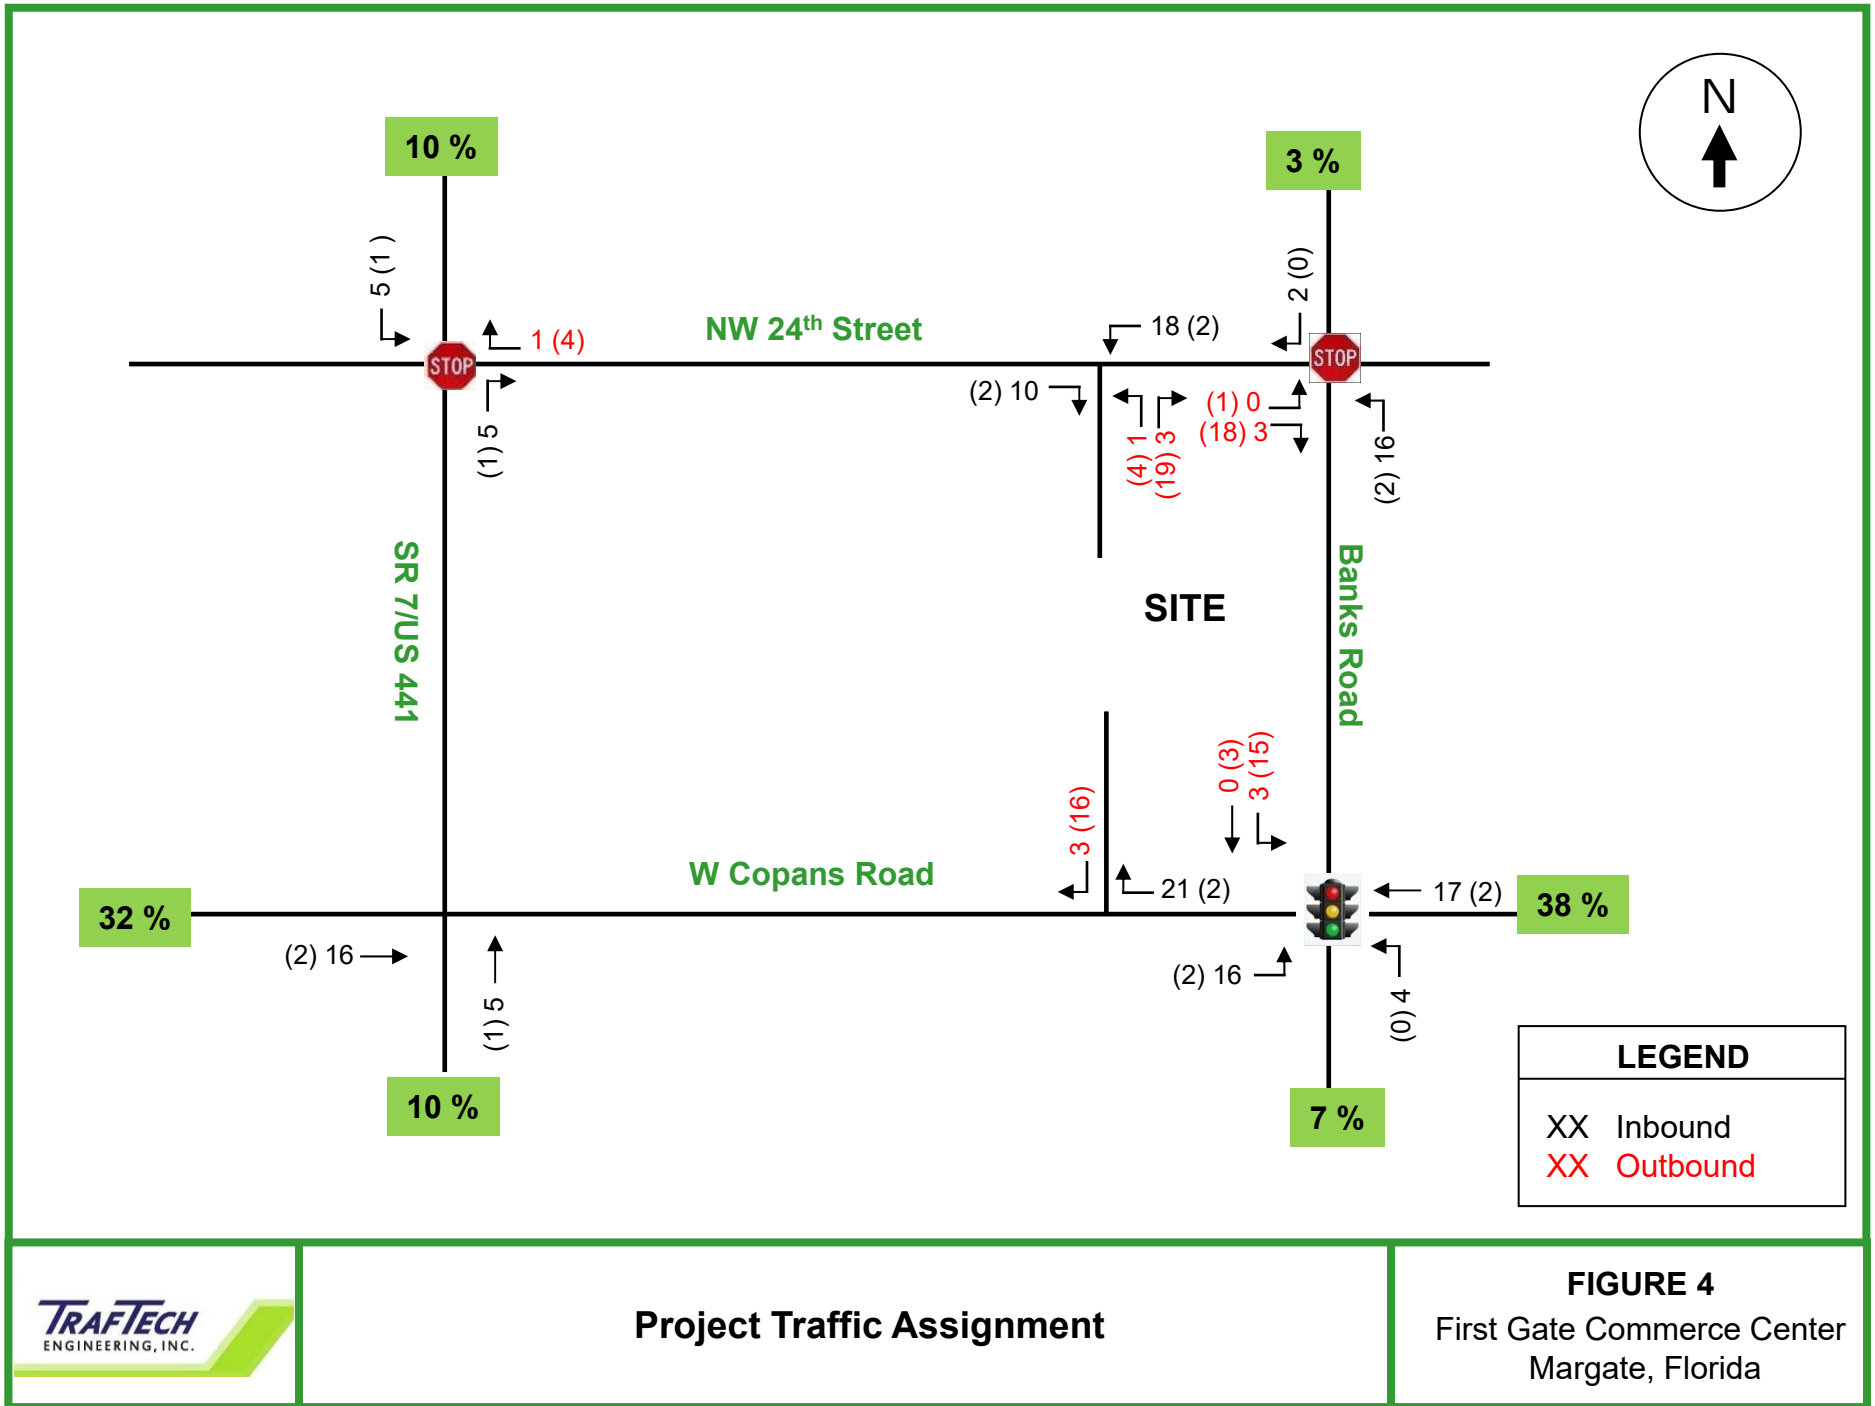 10 %
3 %
N
5 (1 )
2 (0)
NW 24th Street
18 (2)
1 (4)
STOP
STOP
(2) 10
(1) 0
(18) 3
(1) 5
(4) 1
(19) 3
(2) 16
SR 7/US 441
SITE
Banks Road
0 (3)
3 (15)
3 (16)
W Copans Road
21 (2)
17 (2)
32 %
38 %
(2) 16
(2) 16
(1) 5
(0) 4
10 %
7 %
LEGEND
XX Inbound
XX Outbound
TRAFTECH
ENGINEERING, INC.
Project Traffic Assignment
FIGURE 4
First Gate Commerce Center
Margate, Florida